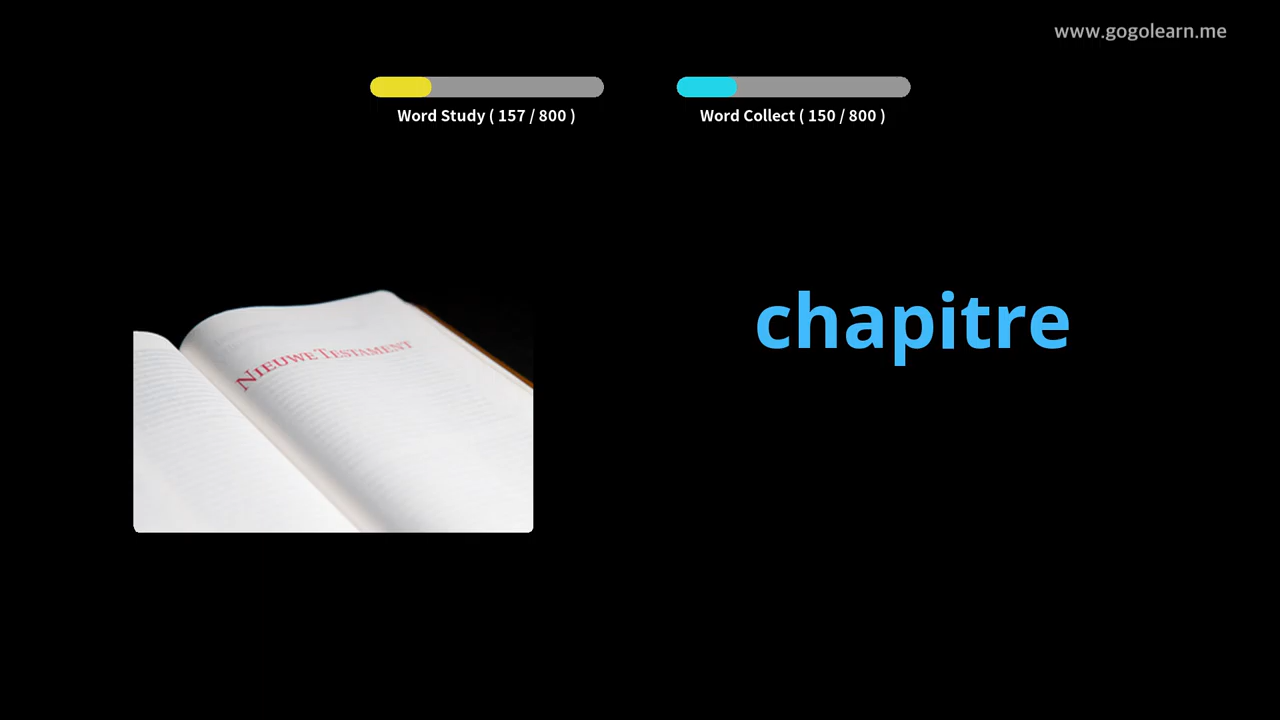 www.gogolearn.me
Word Study ( 157 / 800 )
Word Collect ( 150 / 800 )
NIEUWE TESTAMENT
chapitre